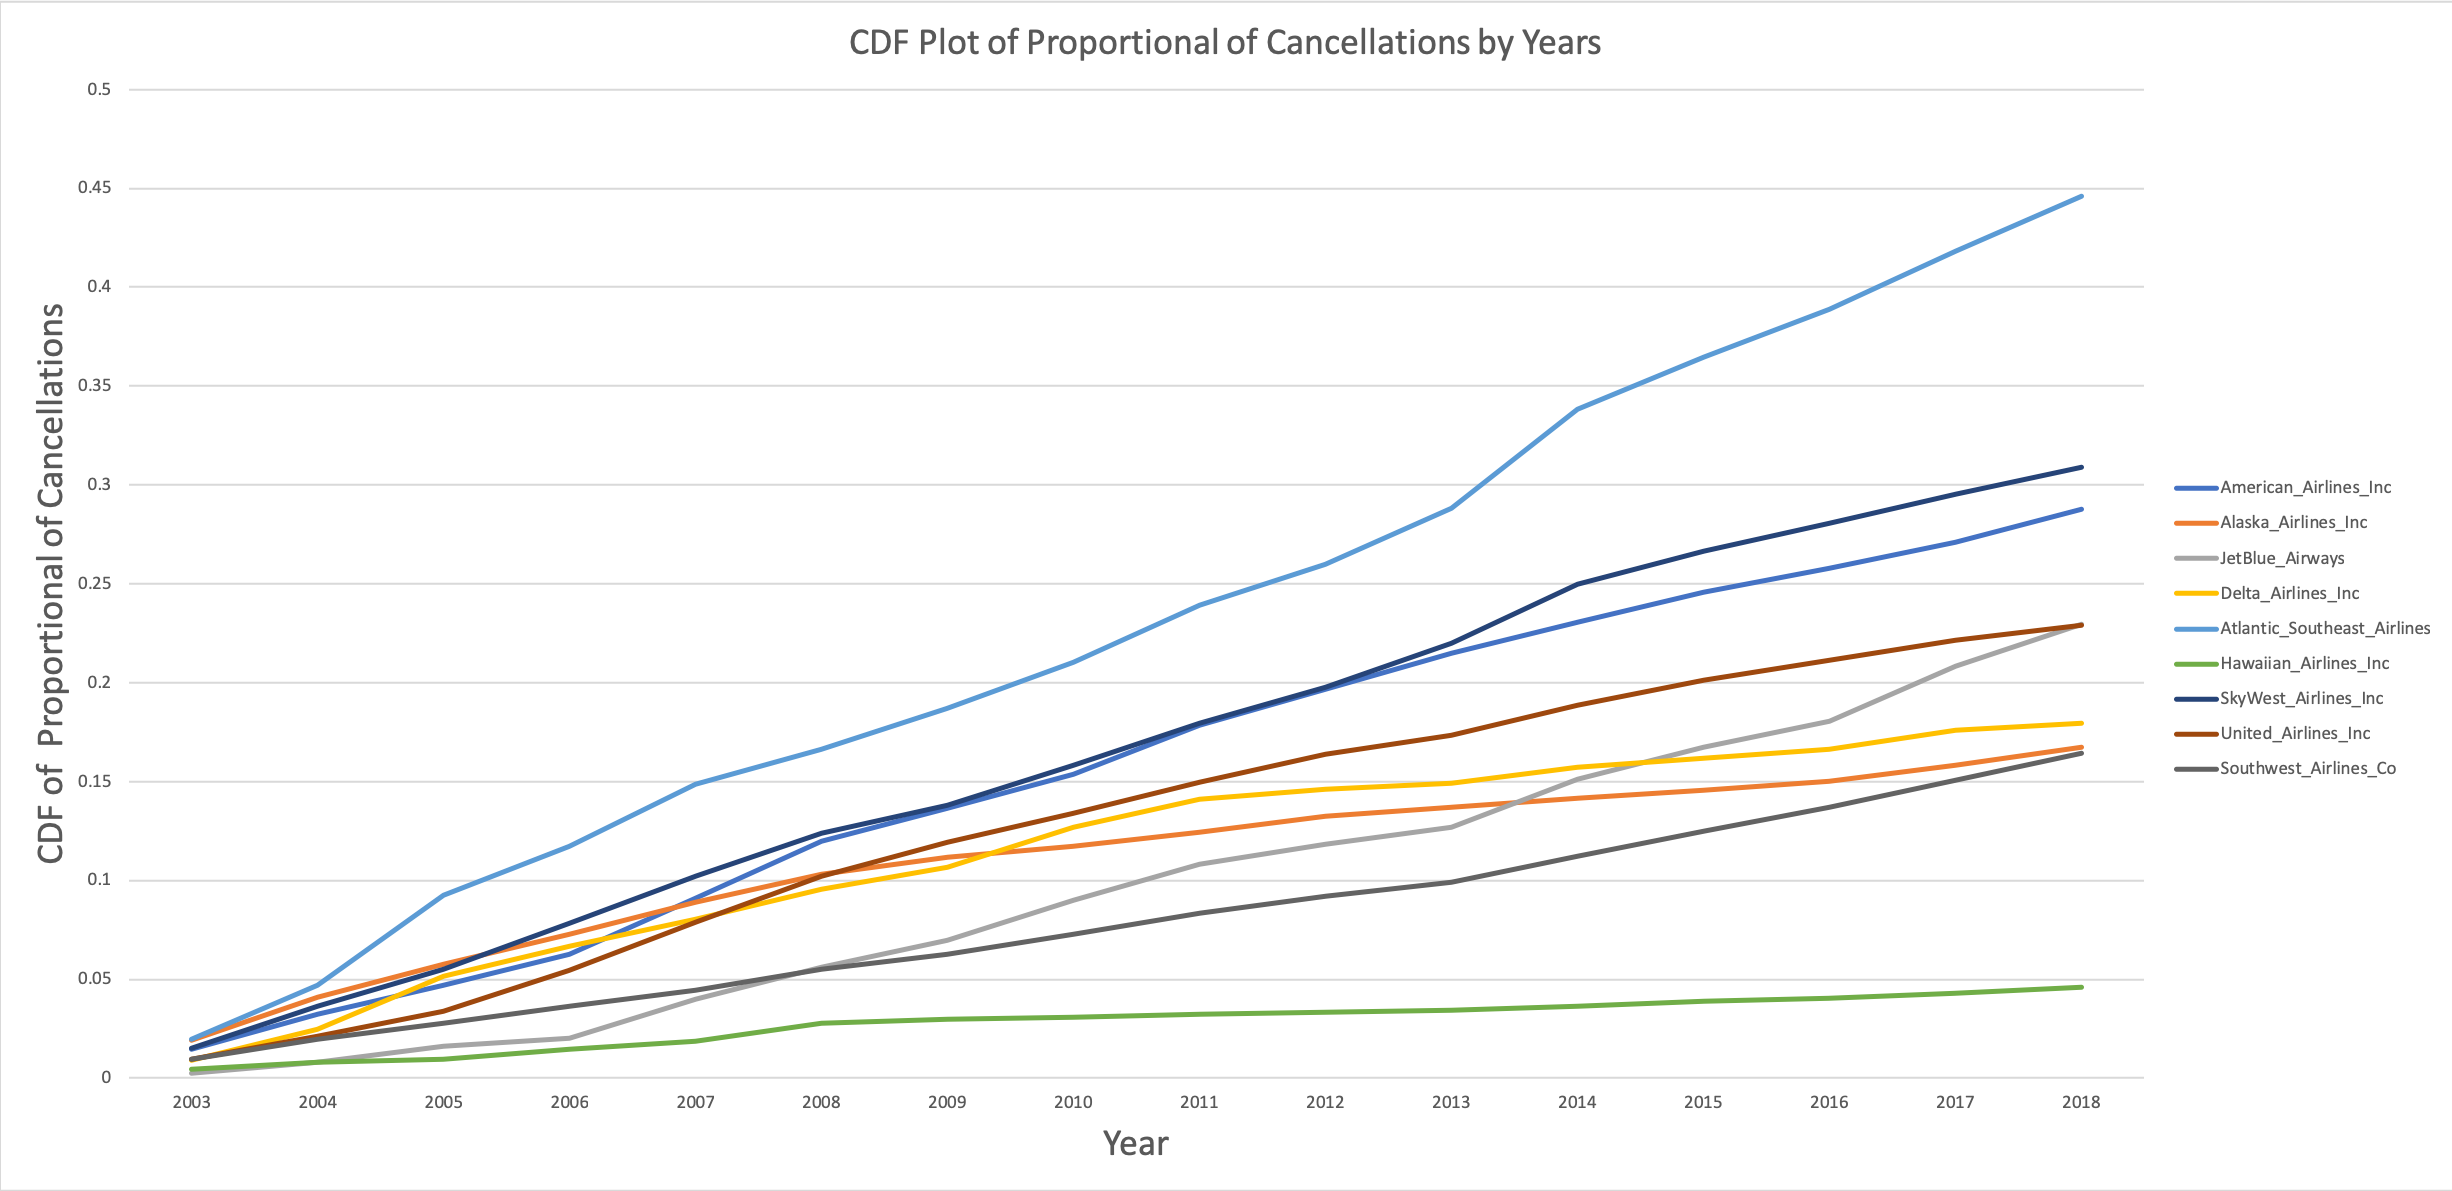 CDF Plot of Proportional of Cancellations by Years
CDF of  Proportional of Cancellations
0.5
0.45
0.4
0.35
0.3
0.25
0.2
0.15
0.1
0.05
0
2003 2004 2005 2006 2007 2008 2009 2010 2011 2012 2013 2014 2015 2016 2017 2018
Year
American_Airlines_Inc
Alaska_Airlines_Inc
JetBlue_Airways
Delta_Airlines_Inc
Atlantic_Southeast_Airlines
Hawaiian_Airlines_Inc
SkyWest_Airlines_Inc
United_Airlines_Inc
Southwest_Airlines_Co